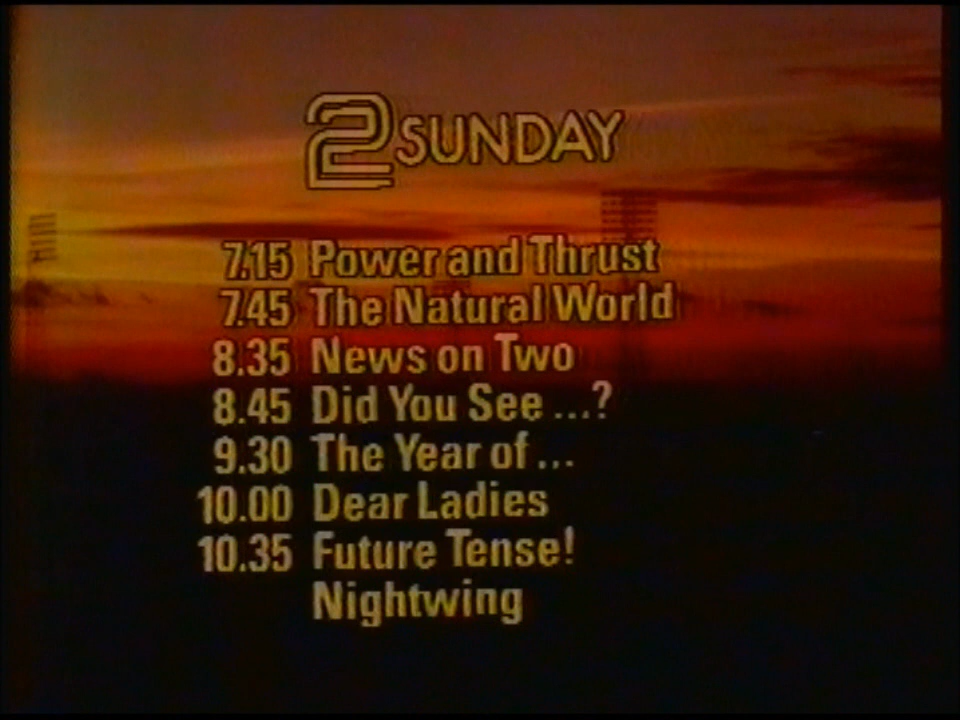 2 SUNDAY
7.15 Power and Thrust
7.45 The Natural World
8.35 News on Two
8.45 Did You See ...?
9.30 The Year of ...
10.00 Dear Ladies
10.35 Future Tense!
Nightwing